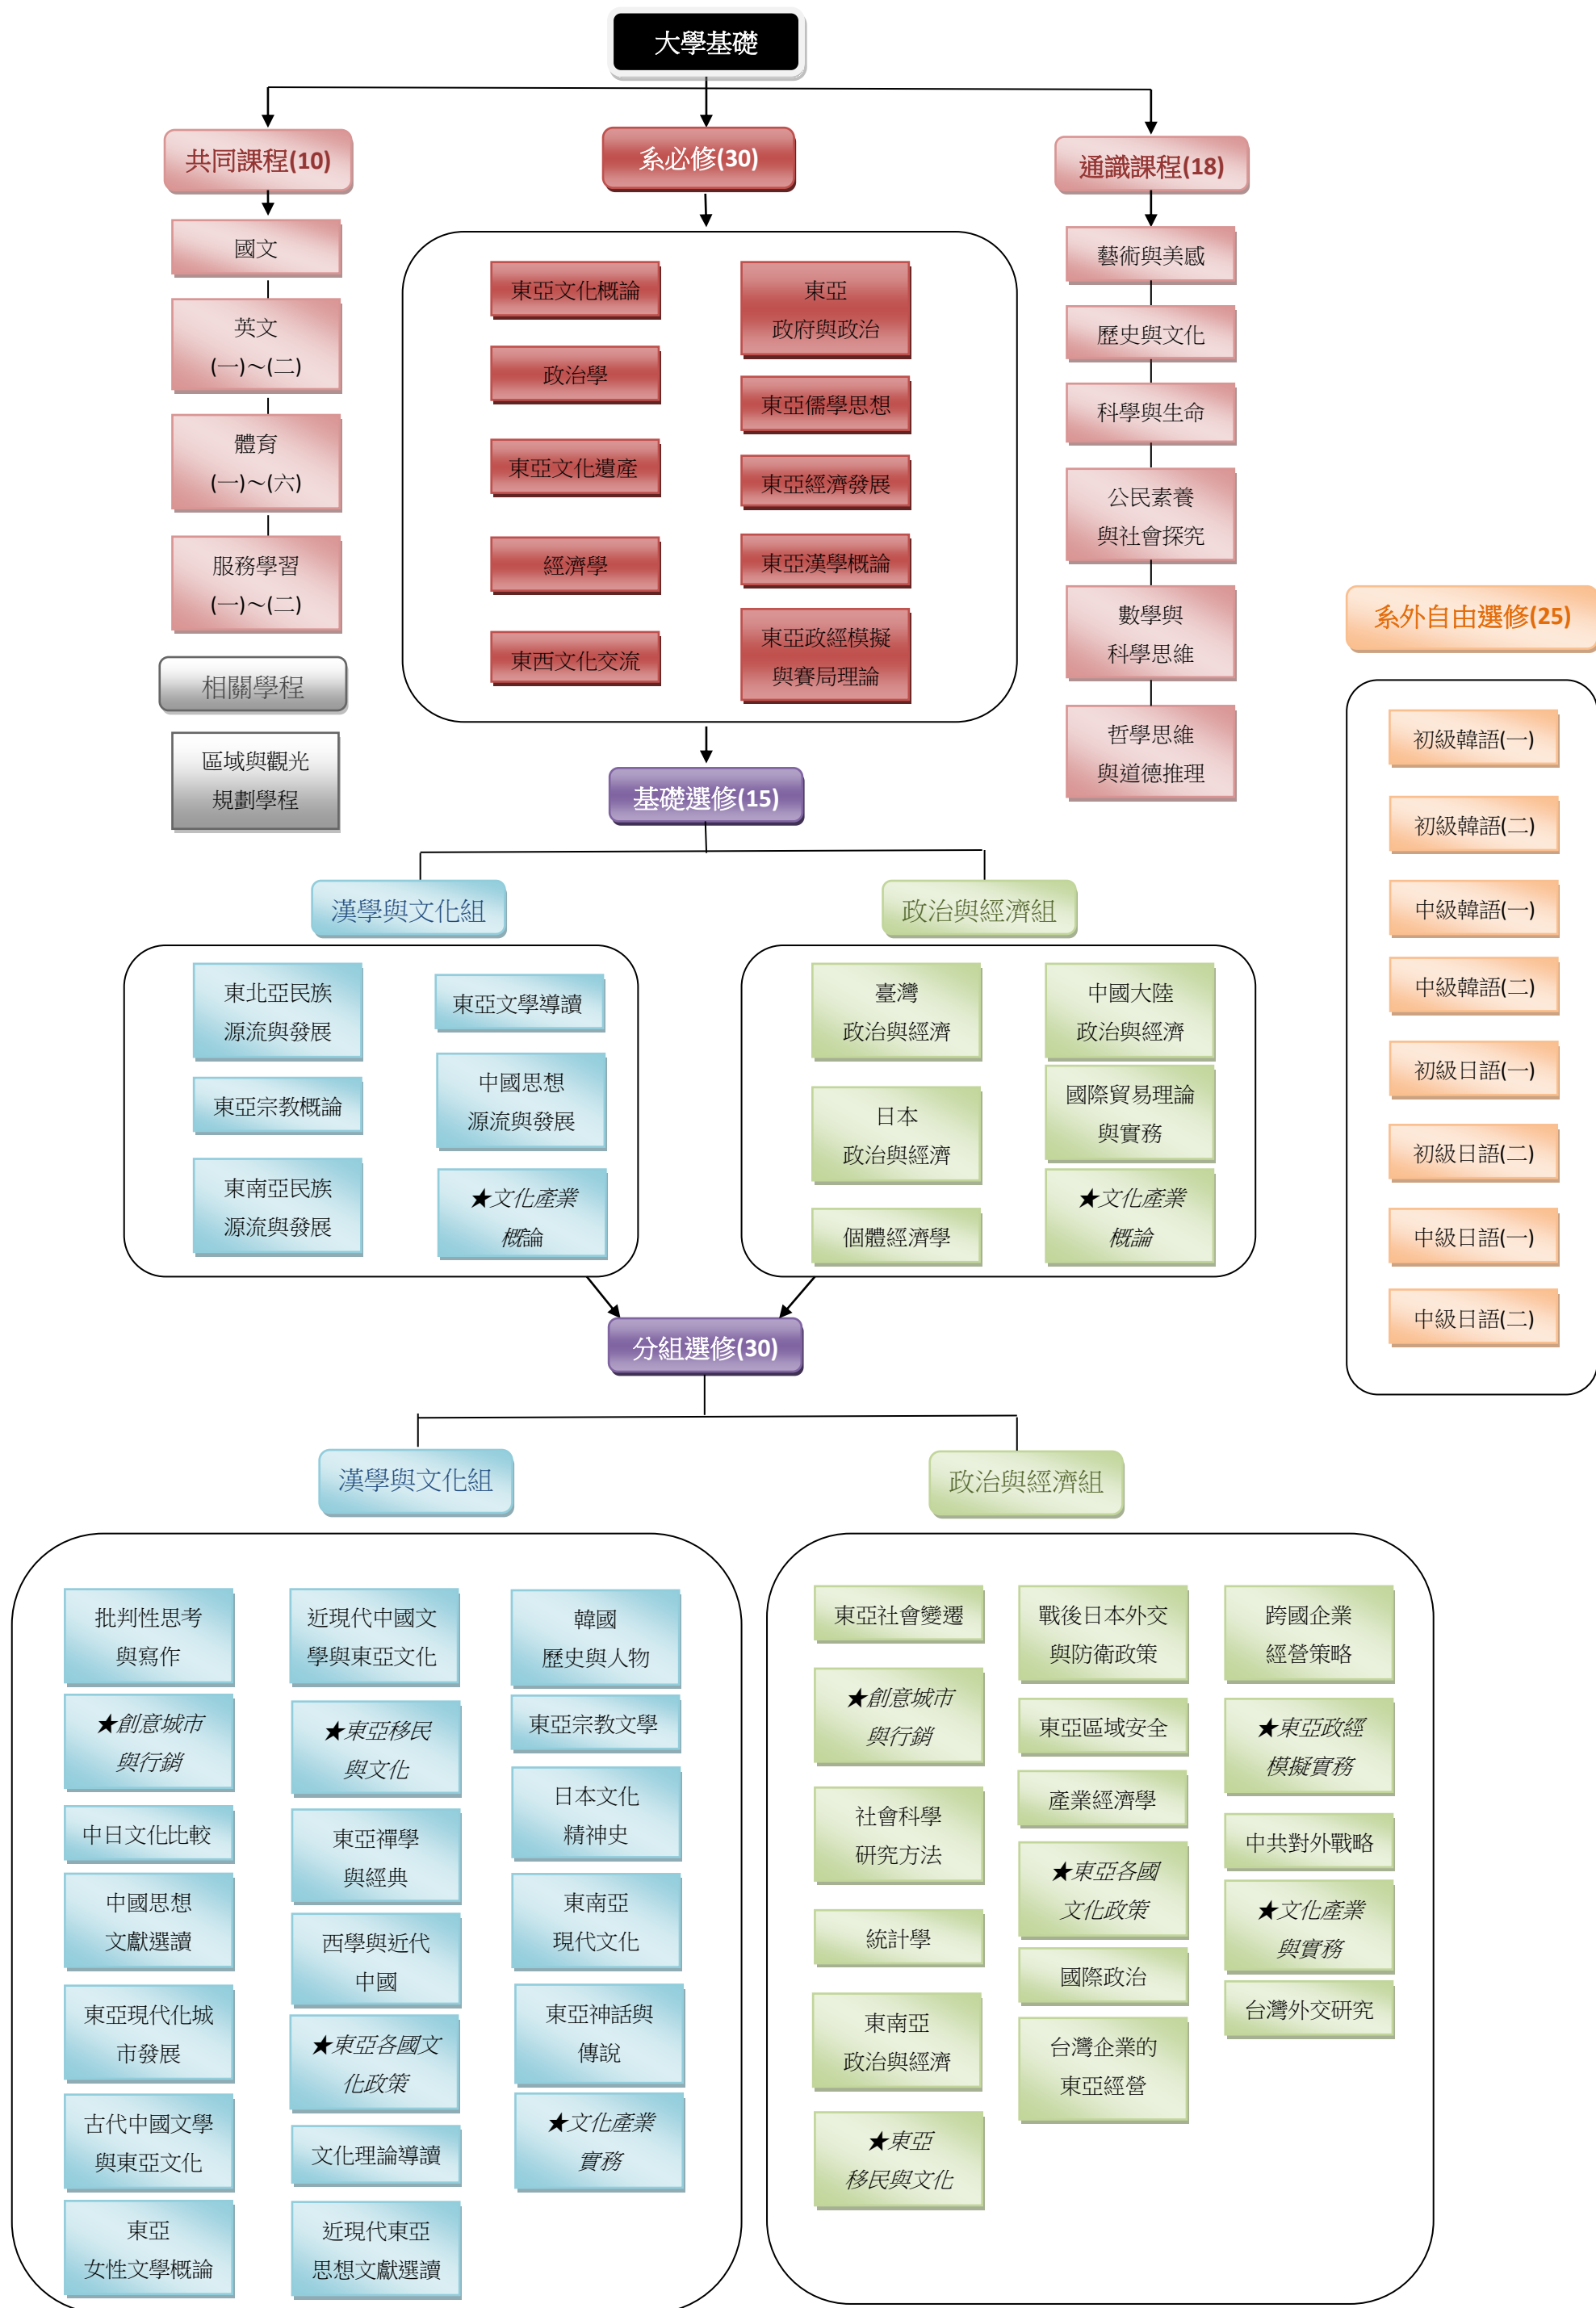 大學基礎
共同課程(10)
國文
英文
(一)～(二)
體育
(一)～(六)
服務學習
(一)～(二)
相關學程
區域與觀光
規劃學程
系必修(30)
東亞文化概論
政治學
東亞文化遺產
經濟學
東西文化交流
東亞
政府與政治
東亞儒學思想
東亞經濟發展
東亞漢學概論
東亞政經模擬
與賽局理論
通識課程(18)
藝術與美感
歷史與文化
科學與生命
公民素養
與社會探究
數學與
科學思維
哲學思維
與道德推理
系外自由選修(25)
初級韓語(一)
初級韓語(二)
中級韓語(一)
中級韓語(二)
初級日語(一)
初級日語(二)
中級日語(一)
中級日語(二)
基礎選修(15)
漢學與文化組
東北亞民族
源流與發展
東亞宗教概論
東南亞民族
源流與發展
東亞文學導讀
中國思想
源流與發展
★文化產業
概論
政治與經濟組
臺灣
政治與經濟
日本
政治與經濟
個體經濟學
中國大陸
政治與經濟
國際貿易理論
與實務
★文化產業
概論
分組選修(30)
漢學與文化組
批判性思考
與寫作
★創意城市
與行銷
中日文化比較
中國思想
文獻選讀
東亞現代化城
市發展
古代中國文學
與東亞文化
東亞
女性文學概論
近現代中國文
學與東亞文化
★東亞移民
與文化
東亞禪學
與經典
西學與近代
中國
★東亞各國文
化政策
文化理論導讀
近現代東亞
思想文獻選讀
韓國
歷史與人物
東亞宗教文學
日本文化
精神史
東南亞
現代文化
東亞神話與
傳說
★文化產業
實務
政治與經濟組
東亞社會變遷
★創意城市
與行銷
社會科學
研究方法
統計學
東南亞
政治與經濟
★東亞
移民與文化
戰後日本外交
與防衛政策
東亞區域安全
產業經濟學
★東亞各國
文化政策
國際政治
台灣企業的
東亞經營
跨國企業
經營策略
★東亞政經
模擬實務
中共對外戰略
★文化產業
與實務
台灣外交研究